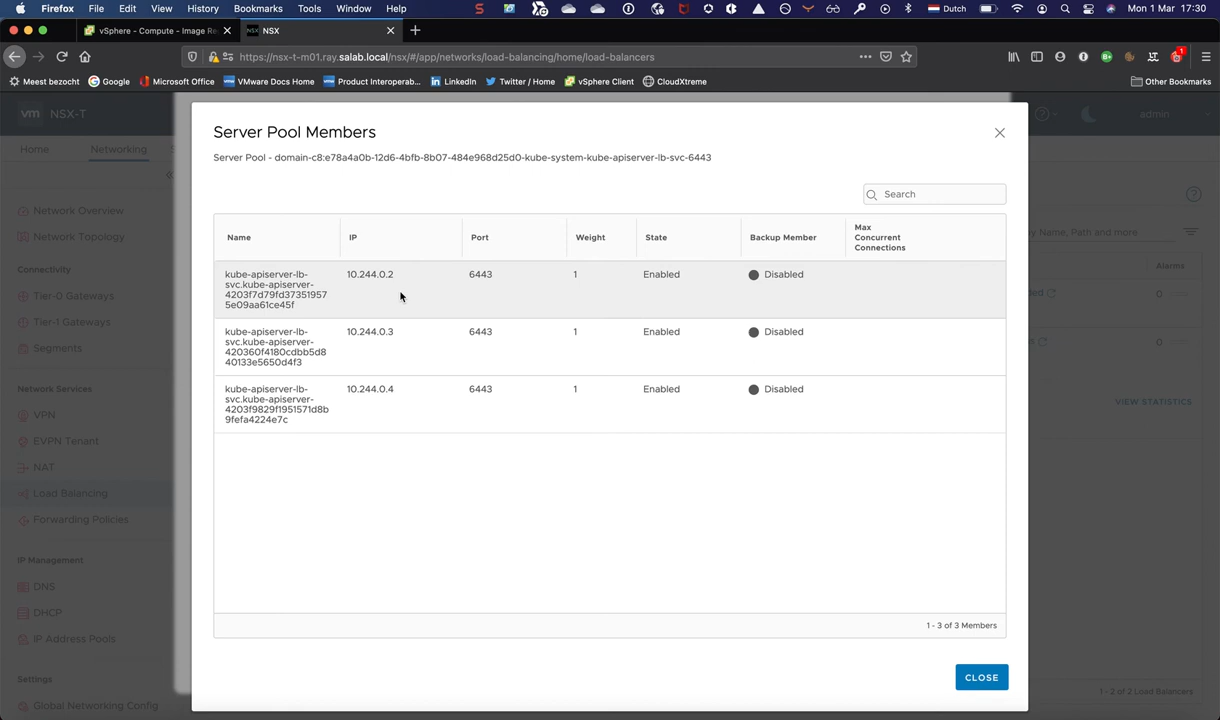 Firefox File Edit View History Bookmarks Tools Window Help Dutch Mon 1 Mar 17:30
vSphere - Compute - Image Re
NSX
https://nsx-t-m01.ray.salab.local/nsx/#/app/networks/load-balancing/home/load-balancers
Meest bezocht Google Microsoft Office VMware Docs Home Product Interoperab... LinkedIn Twitter / Home vSphere Client CloudXtreme Other Bookmarks
vm NSX-T admin
Home Networking
Network Overview
Network Topology
Connectivity
Tier-0 Gateways
Tier-1 Gateways
Segments
Network Services
VPN
EVPN Tenant
NAT
Load Balancing
Forwarding Policies
IP Management
DNS
DHCP
IP Address Pools
Settings
Global Networking Config
Server Pool Members
Server Pool - domain-c8:e78a4a0b-12d6-4bfb-8b07-484e968d25d0-kube-system-kube-apiserver-lb-svc-6443
Search
Name IP Port Weight State Backup Member Max
Concurrent
Connections
kube-apiserver-lb- 10.244.0.2 6443 1 Enabled Disabled
svc.kube-apiserver-
4203f7d79fd37351957
5e09aa61ce45f
kube-apiserver-lb- 10.244.0.3 6443 1 Enabled Disabled
svc.kube-apiserver-
420360f4180cdbb5d8
40133e5650d4f3
kube-apiserver-lb- 10.244.0.4 6443 1 Enabled Disabled
svc.kube-apiserver-
4203f9829f1951571d8b
9fefa4224e7c
1 - 3 of 3 Members
CLOSE
by Name, Path and more
Alarms
0
0
VIEW STATISTICS
1 - 2 of 2 Load Balancers